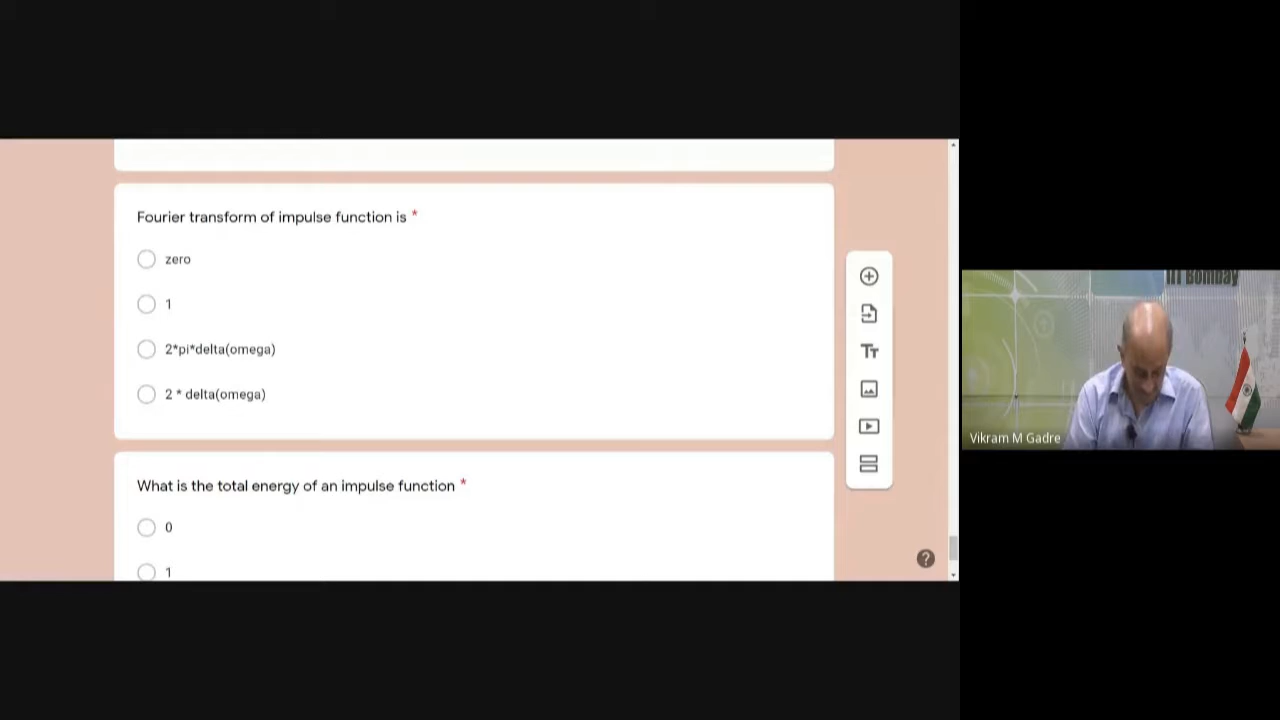 Fourier transform of impulse function is *
zero
1
2*pi*delta(omega)
2 * delta(omega)
What is the total energy of an impulse function *
0
1
Tт
?
IIT Bombay
Vikram M Gadre